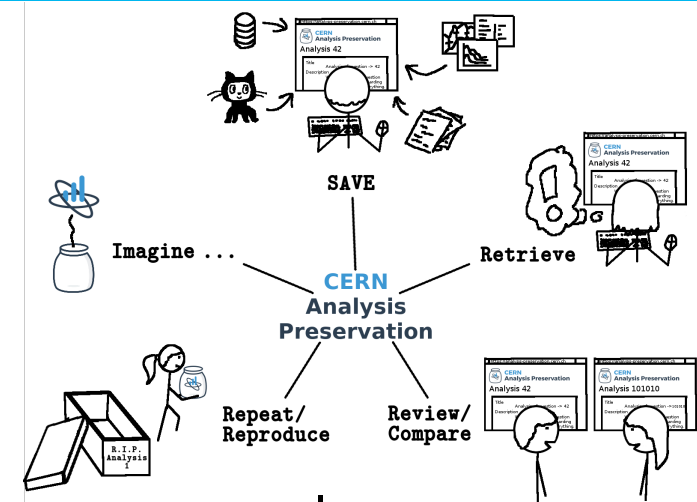 CERN
Analysis Preservation
Analysis 42
Title
Description
SAVE
CERN
Analysis Preservation
Analysis 42
Title
Description
Imagine ...
Retrieve
CERN
Analysis
Preservation
CERN
Analysis Preservation
Analysis 42
Title
Description
CERN
Analysis Preservation
Analysis 101010
Title
Description
Repeat/
Reproduce
Review/
Compare
R.I.P.
Analysis
1